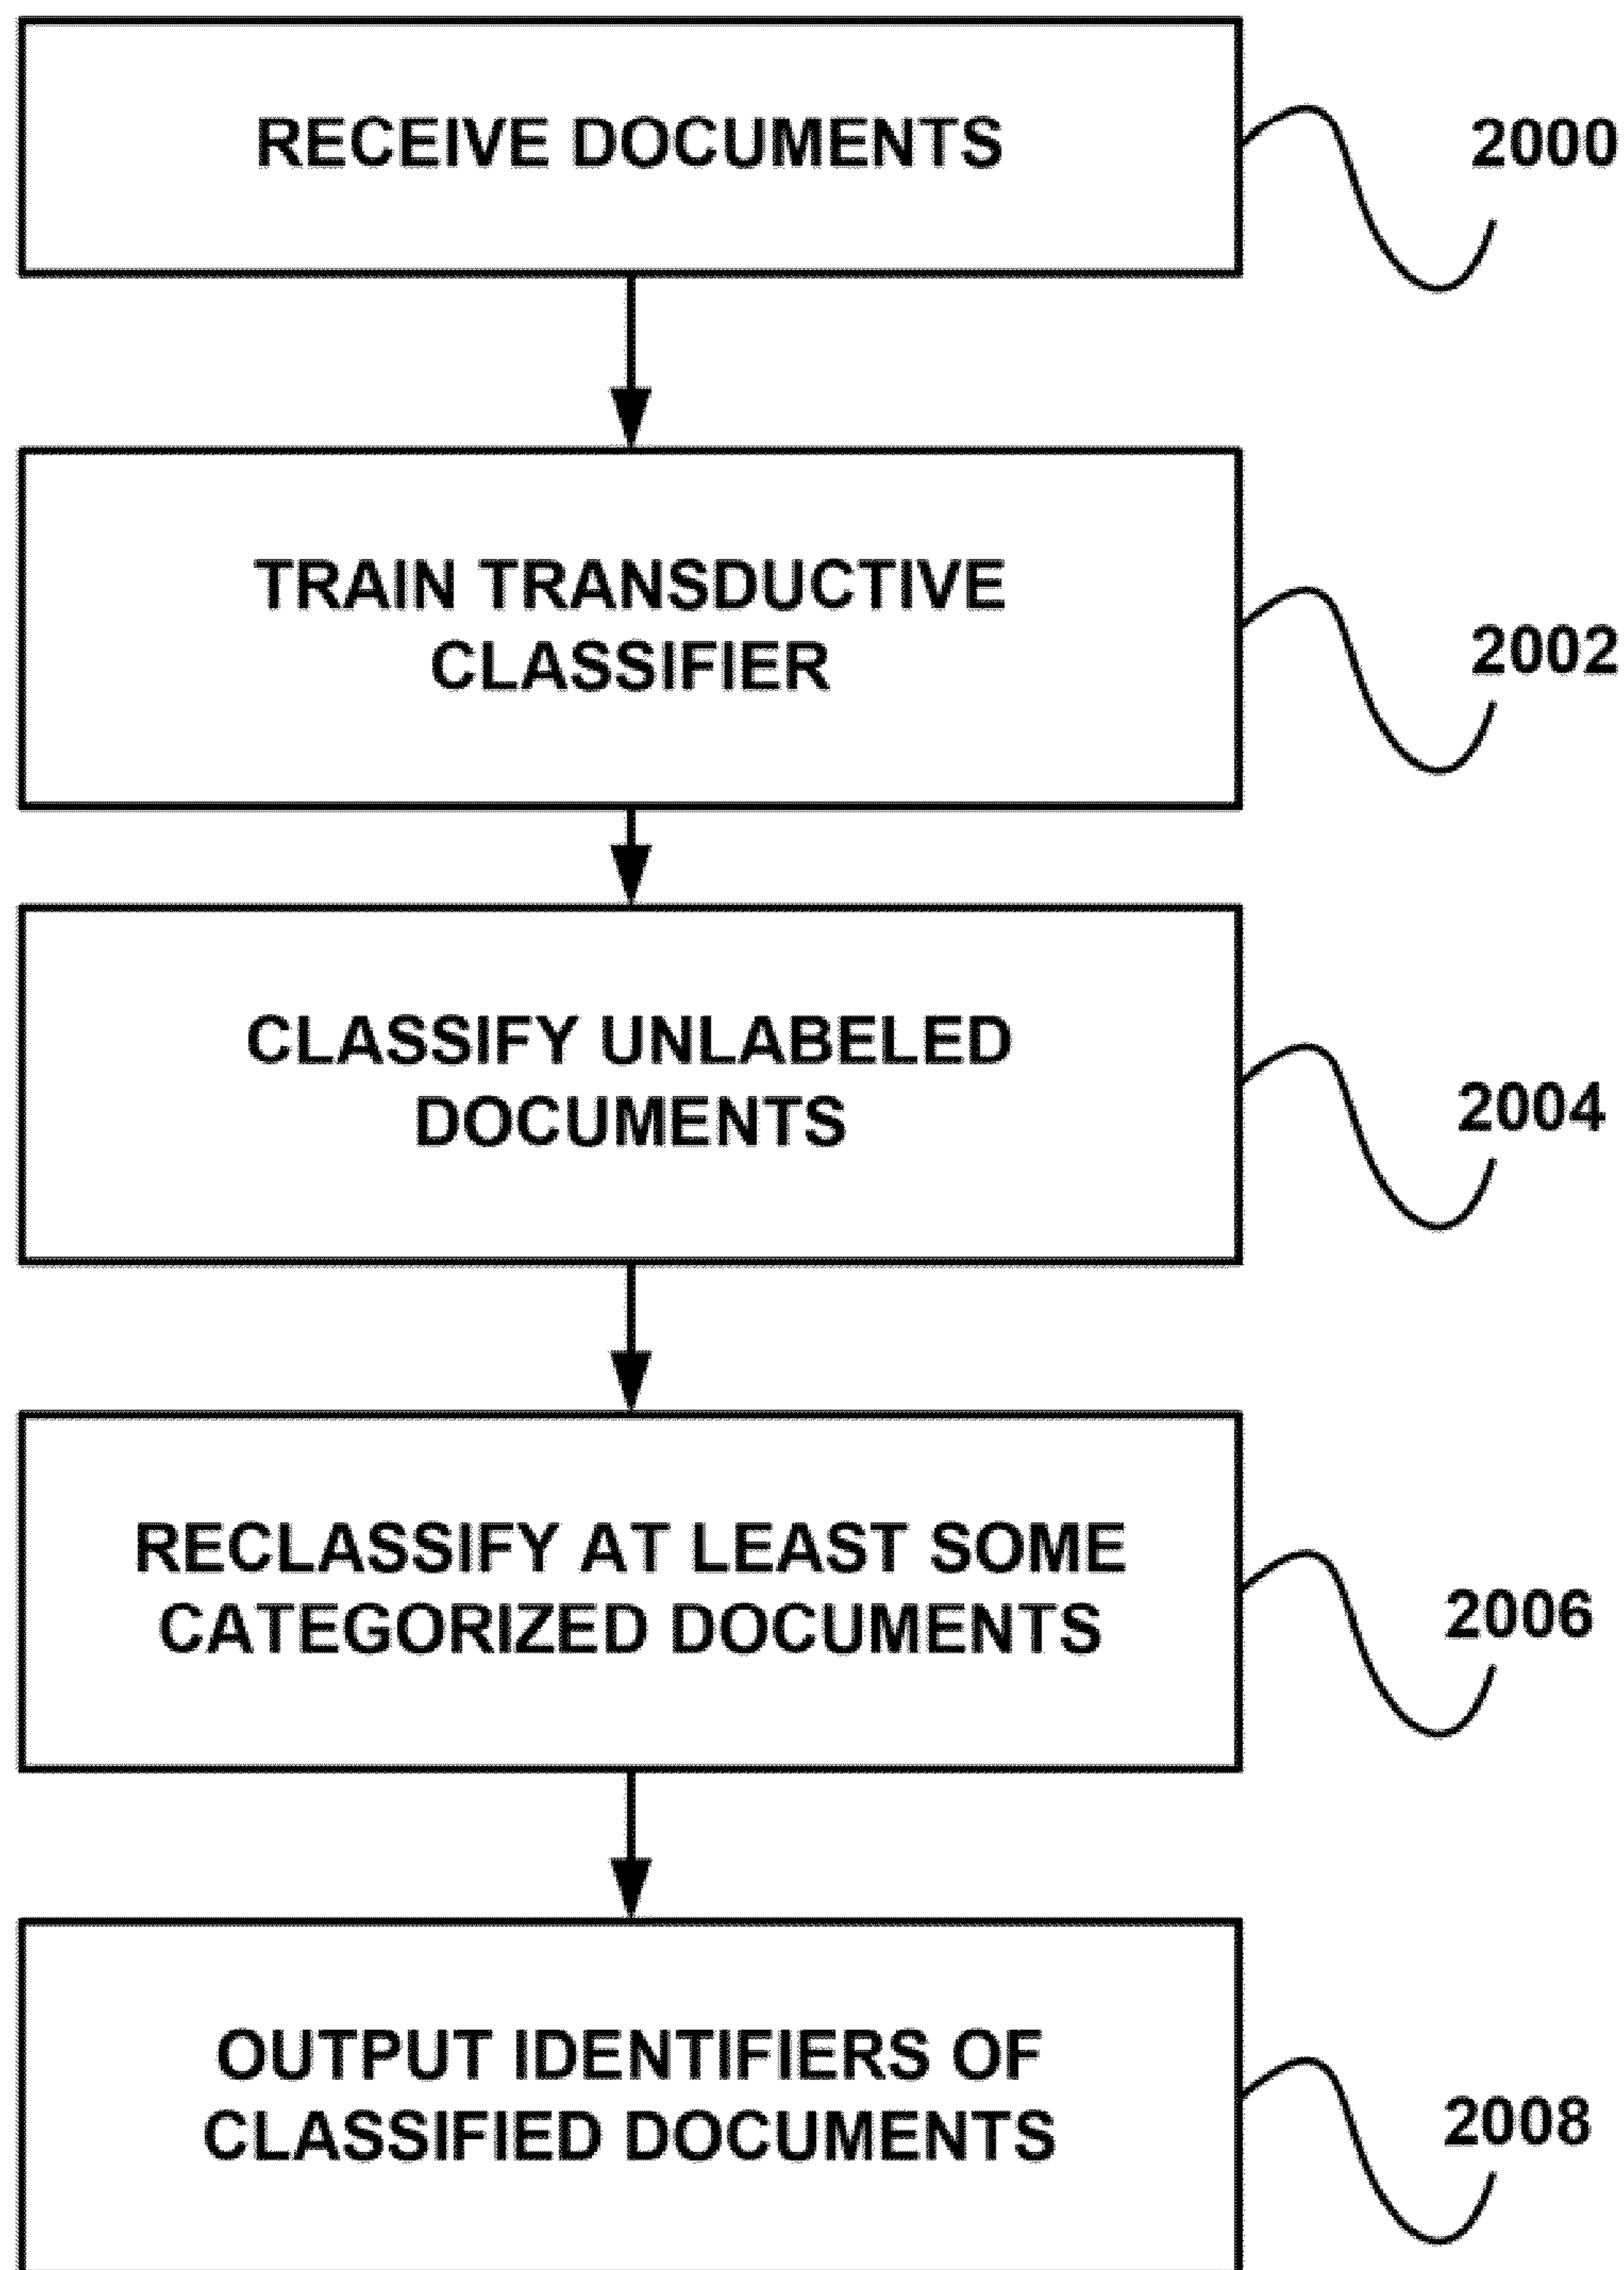 RECEIVE DOCUMENTS
2000
TRAIN TRANSDUCTIVE
CLASSIFIER
2002
CLASSIFY UNLABELED
DOCUMENTS
2004
RECLASSIFY AT LEAST SOME
CATEGORIZED DOCUMENTS
2006
OUTPUT IDENTIFIERS OF
CLASSIFIED DOCUMENTS
2008